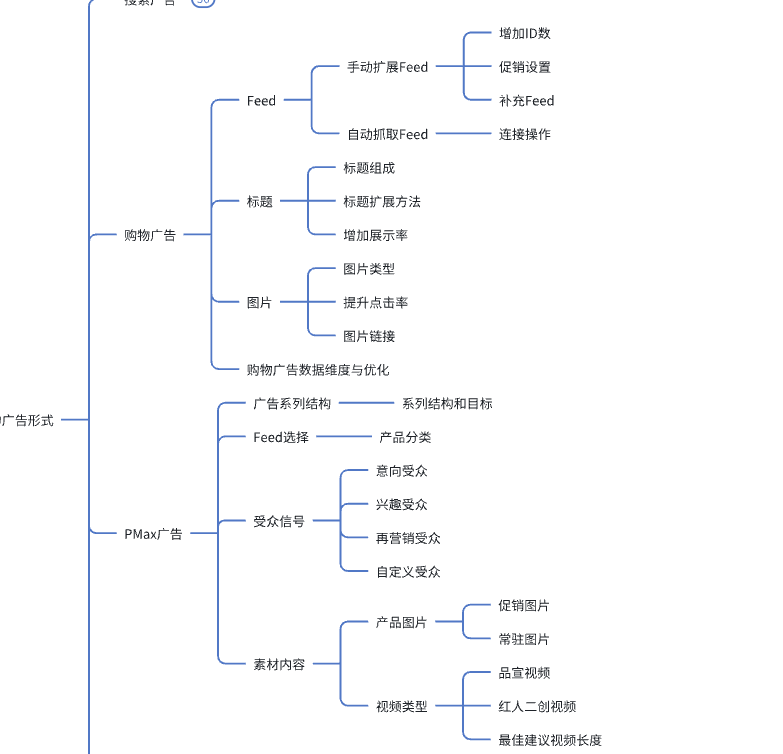 增加ID数
手动扩展Feed
促销设置
Feed
补充Feed
自动抓取Feed
连接操作
标题组成
标题
标题扩展方法
购物广告
增加展示率
图片类型
图片
提升点击率
图片链接
购物广告数据维度与优化
广告系列结构
系列结构和目标
广告形式
Feed选择
产品分类
意向受众
兴趣受众
受众信号
PMax广告
再营销受众
自定义受众
促销图片
产品图片
常驻图片
素材内容
品宣视频
视频类型
红人二创视频
最佳建议视频长度